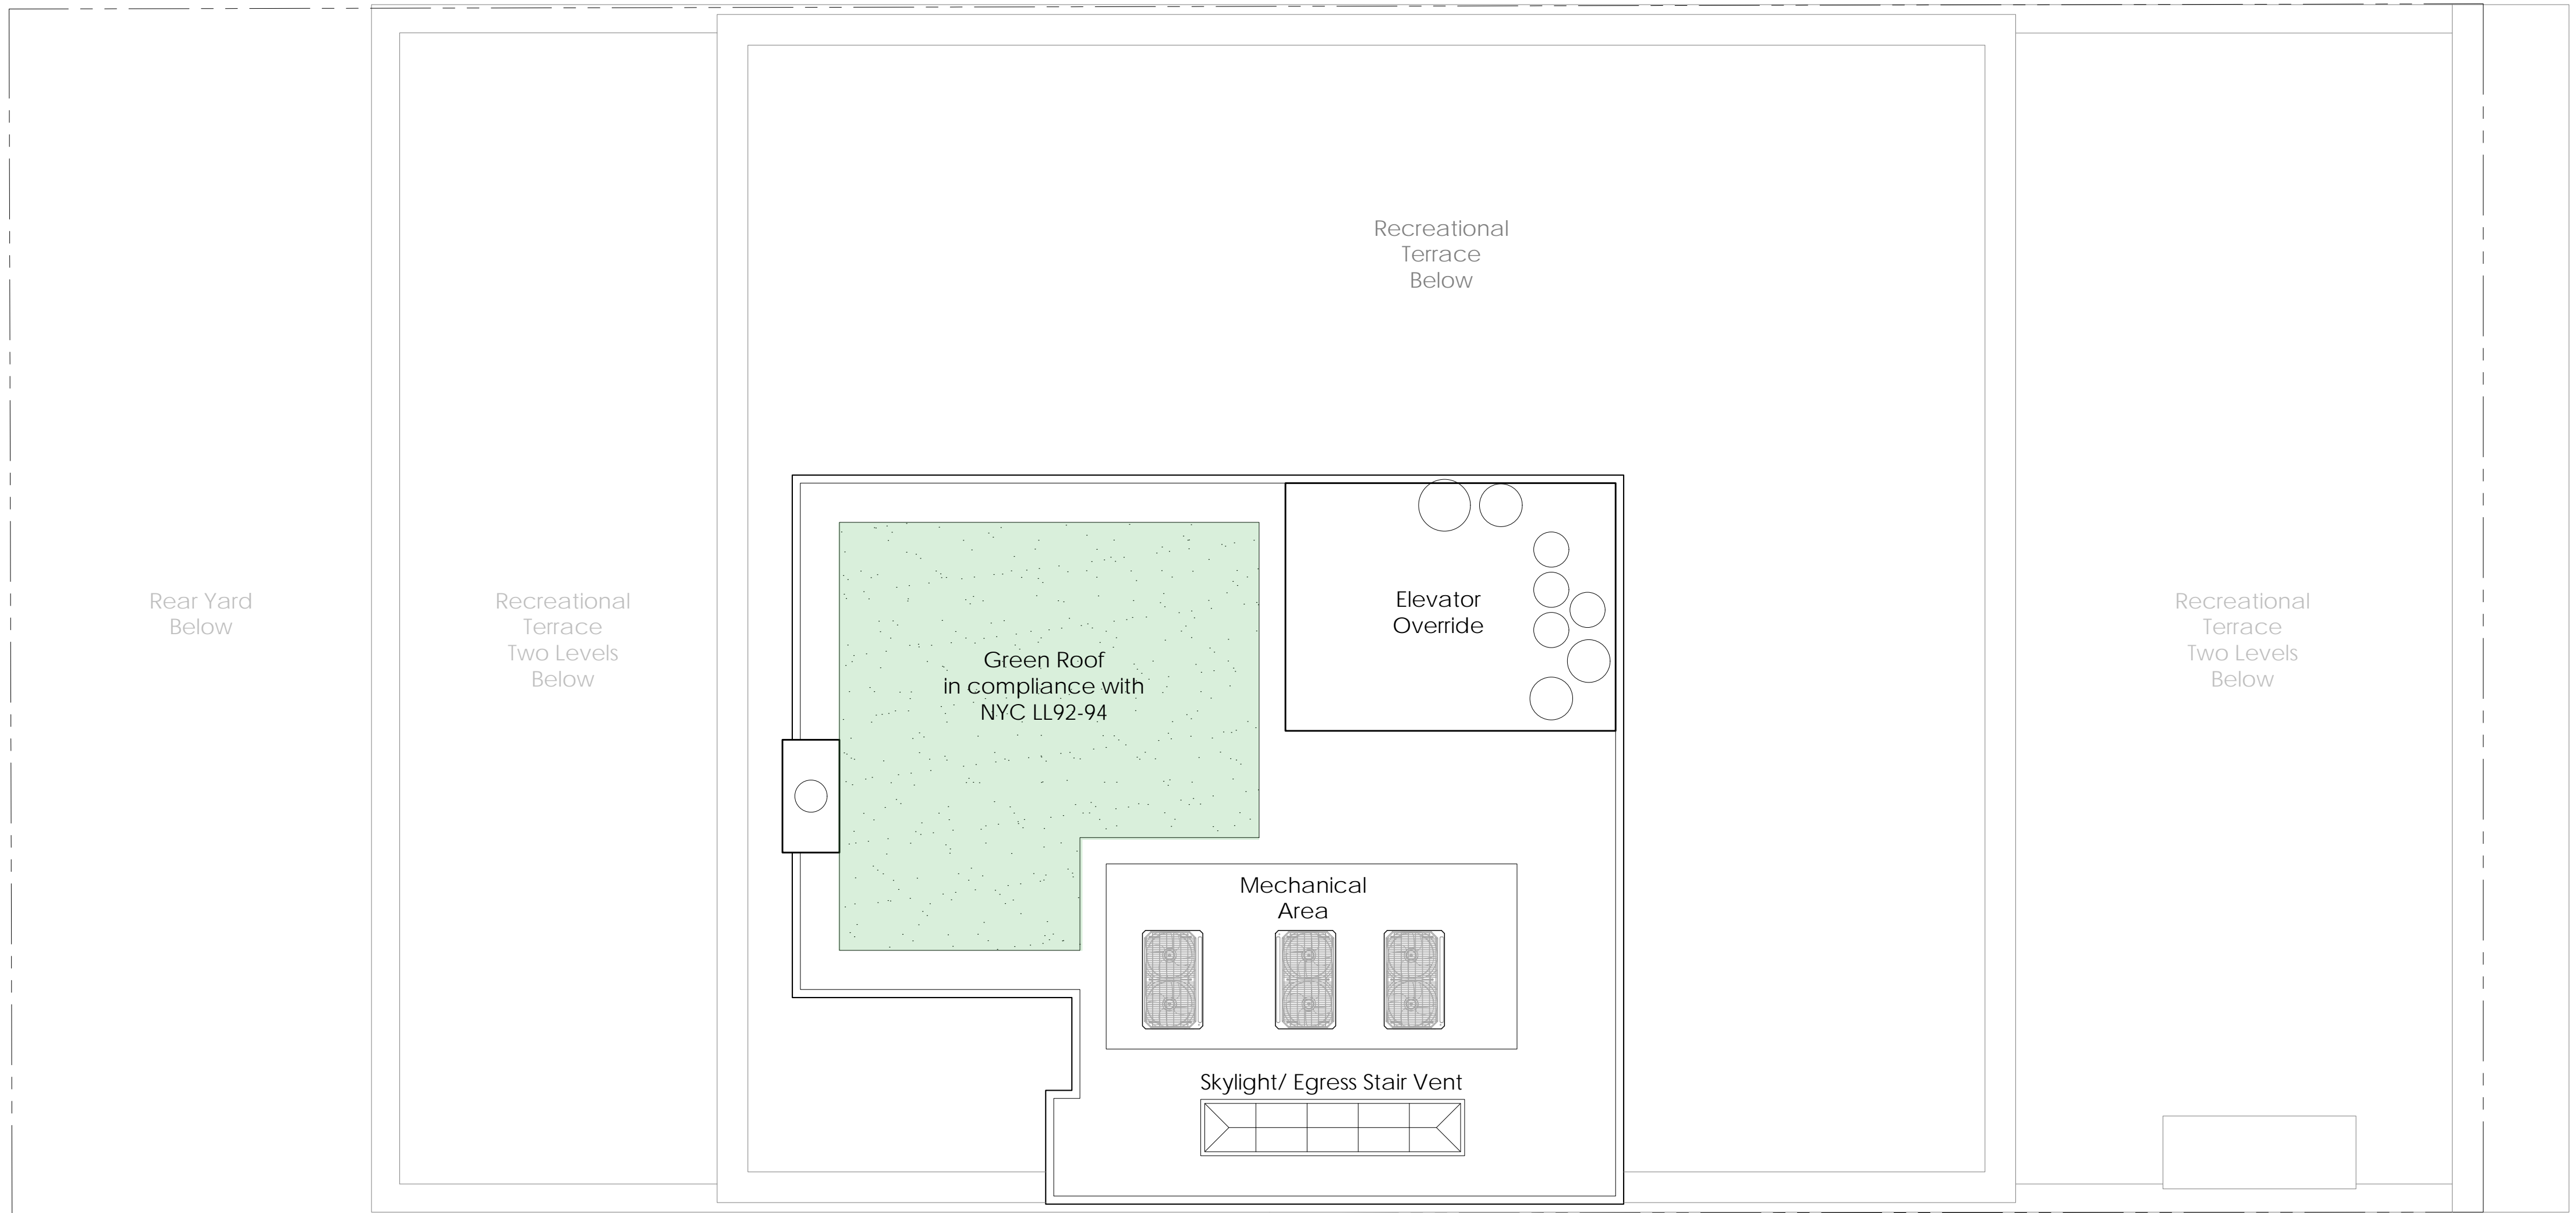 Recreational
Terrace
Below
Rear Yard
Below
Recreational
Terrace
Two Levels
Below
Green Roof
in compliance with
NYC LL92-94
Elevator
Override
Recreational
Terrace
Two Levels
Below
Mechanical
Area
Skylight/ Egress Stair Vent